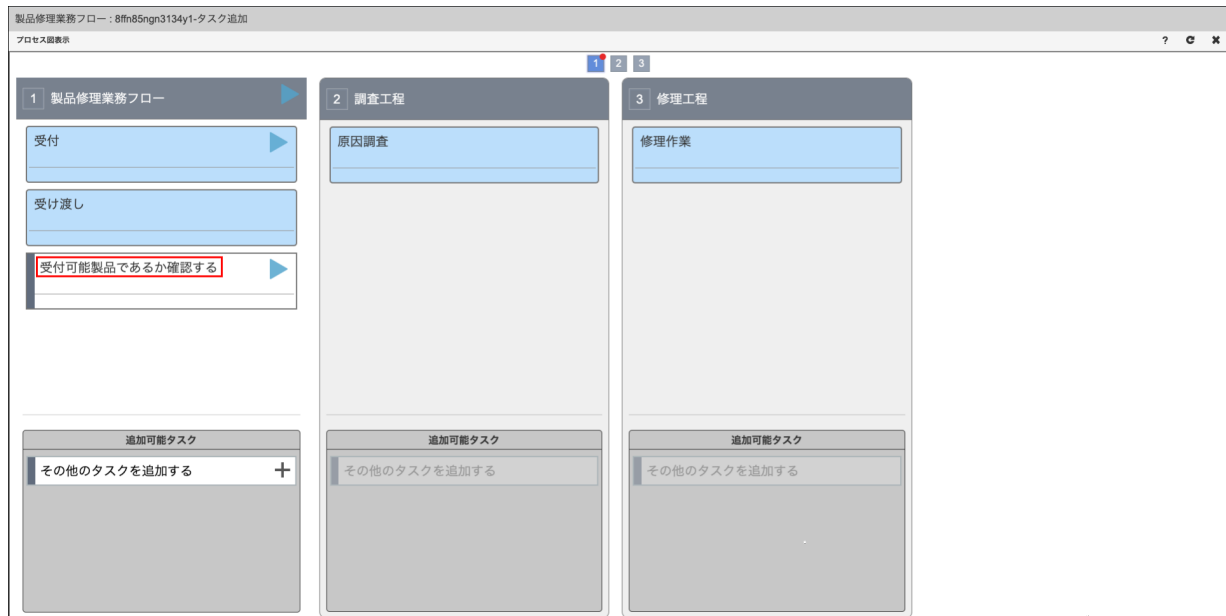 製品修理業務フロー : 8ffn85ngn3134y1-タスク追加
プロセス図表示
?
1 2 3
1 製品修理業務フロー
受付
受け渡し
受付可能製品であるか確認する
追加可能タスク
その他のタスクを追加する
2 調査工程
原因調査
追加可能タスク
その他のタスクを追加する
3 修理工程
修理作業
追加可能タスク
その他のタスクを追加する